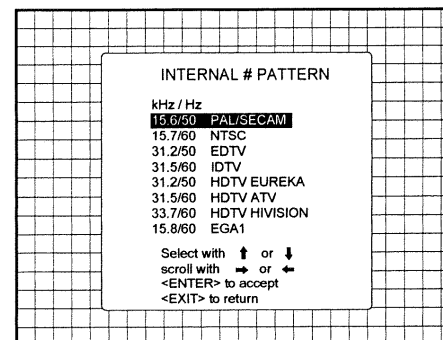 INTERNAL # PATTERN
kHz / Hz
15.6/50 PAL/SECAM
15.7/60 NTSC
31.2/50 EDTV
31.5/60 IDTV
31.2/50 HDTV EUREKA
31.5/60 HDTV ATV
33.7/60 HDTV HIVISION
15.8/60 EGA1
Select with ⬆ or ⬇
scroll with ➡ or ⬅
<ENTER> to accept
<EXIT> to return